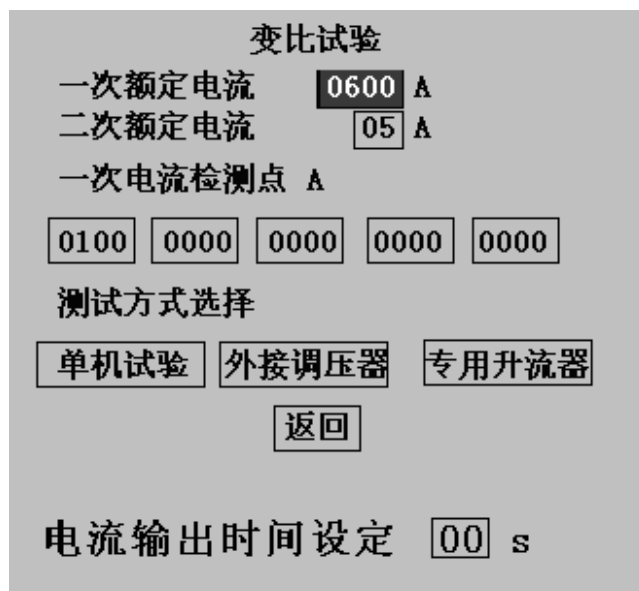 变比试验
一次额定电流 0600 A
二次额定电流 05 A
一次电流检测点 A
0100 0000 0000 0000 0000
测试方式选择
单机试验 外接调压器 专用升流器
返回
电流输出时间设定 00 s